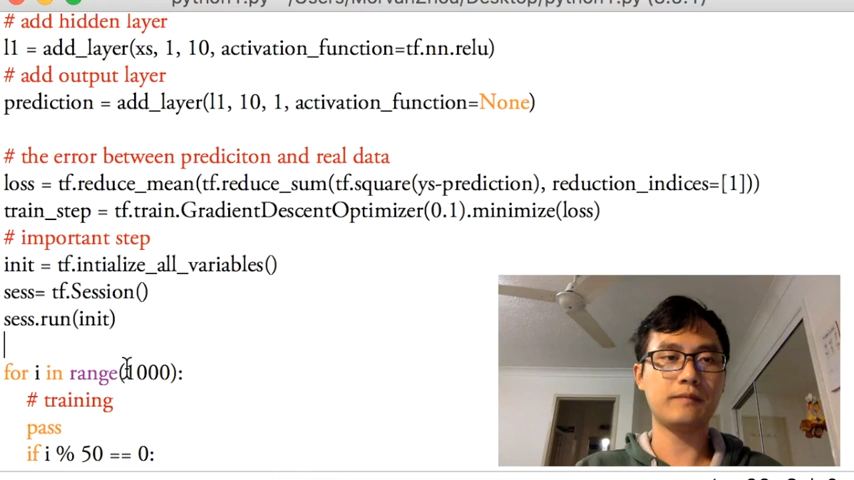 # add hidden layer
l1 = add_layer(xs, 1, 10, activation_function=tf.nn.relu)
# add output layer
prediction = add_layer(l1, 10, 1, activation_function=None)
# the error between prediciton and real data
loss = tf.reduce_mean(tf.reduce_sum(tf.square(ys-prediction), reduction_indices=[1]))
train_step = tf.train.GradientDescentOptimizer(0.1).minimize(loss)
# important step
init = tf.intialize_all_variables()
sess= tf.Session()
sess.run(init)
for i in range(1000):
# training
pass
if i % 50 == 0: